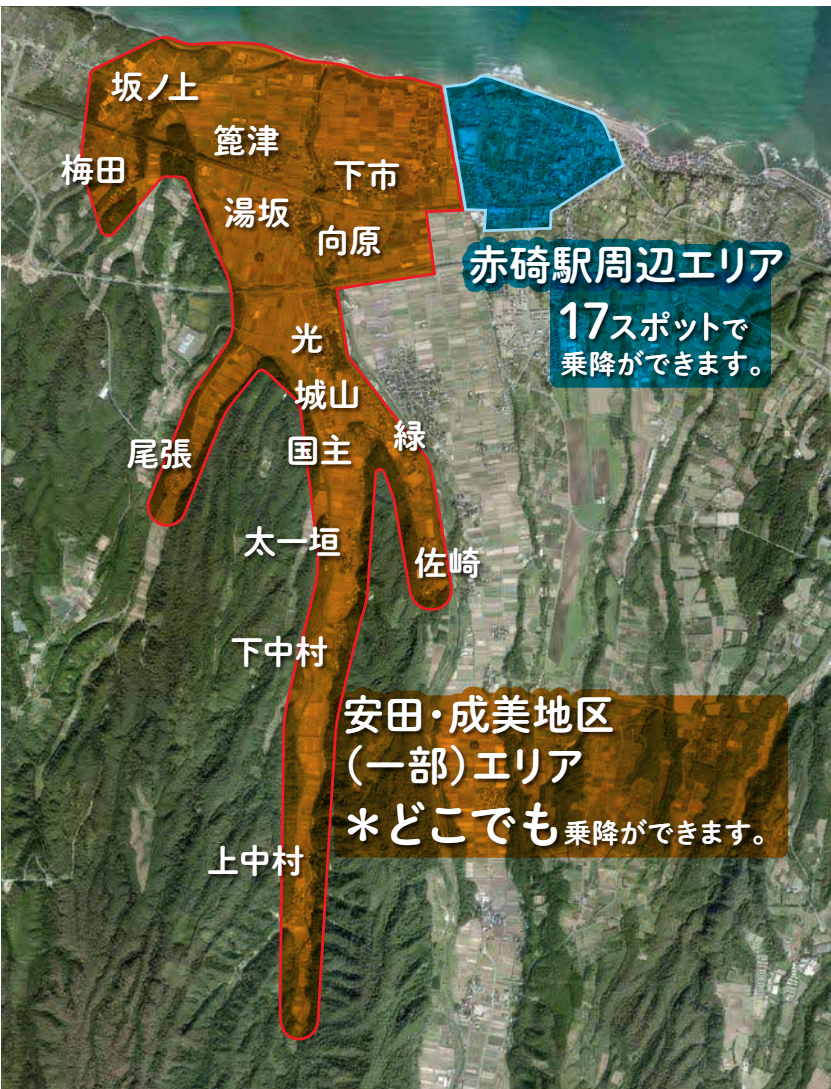 坂ノ上
箆津
梅田
下市
湯坂
向原
赤碕駅周辺エリア
17スポットで
乗降ができます。
光
城山
緑
尾張
国主
太一垣
佐崎
下中村
安田・成美地区
(一部)エリア
*どこでも乗降ができます。
上中村